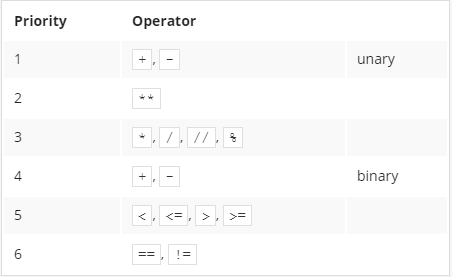 Priority Operator
1 +, - unary
2 **
3 *, /, //, %
4 +, - binary
5 <, <=, >, >=
6 ==, !=